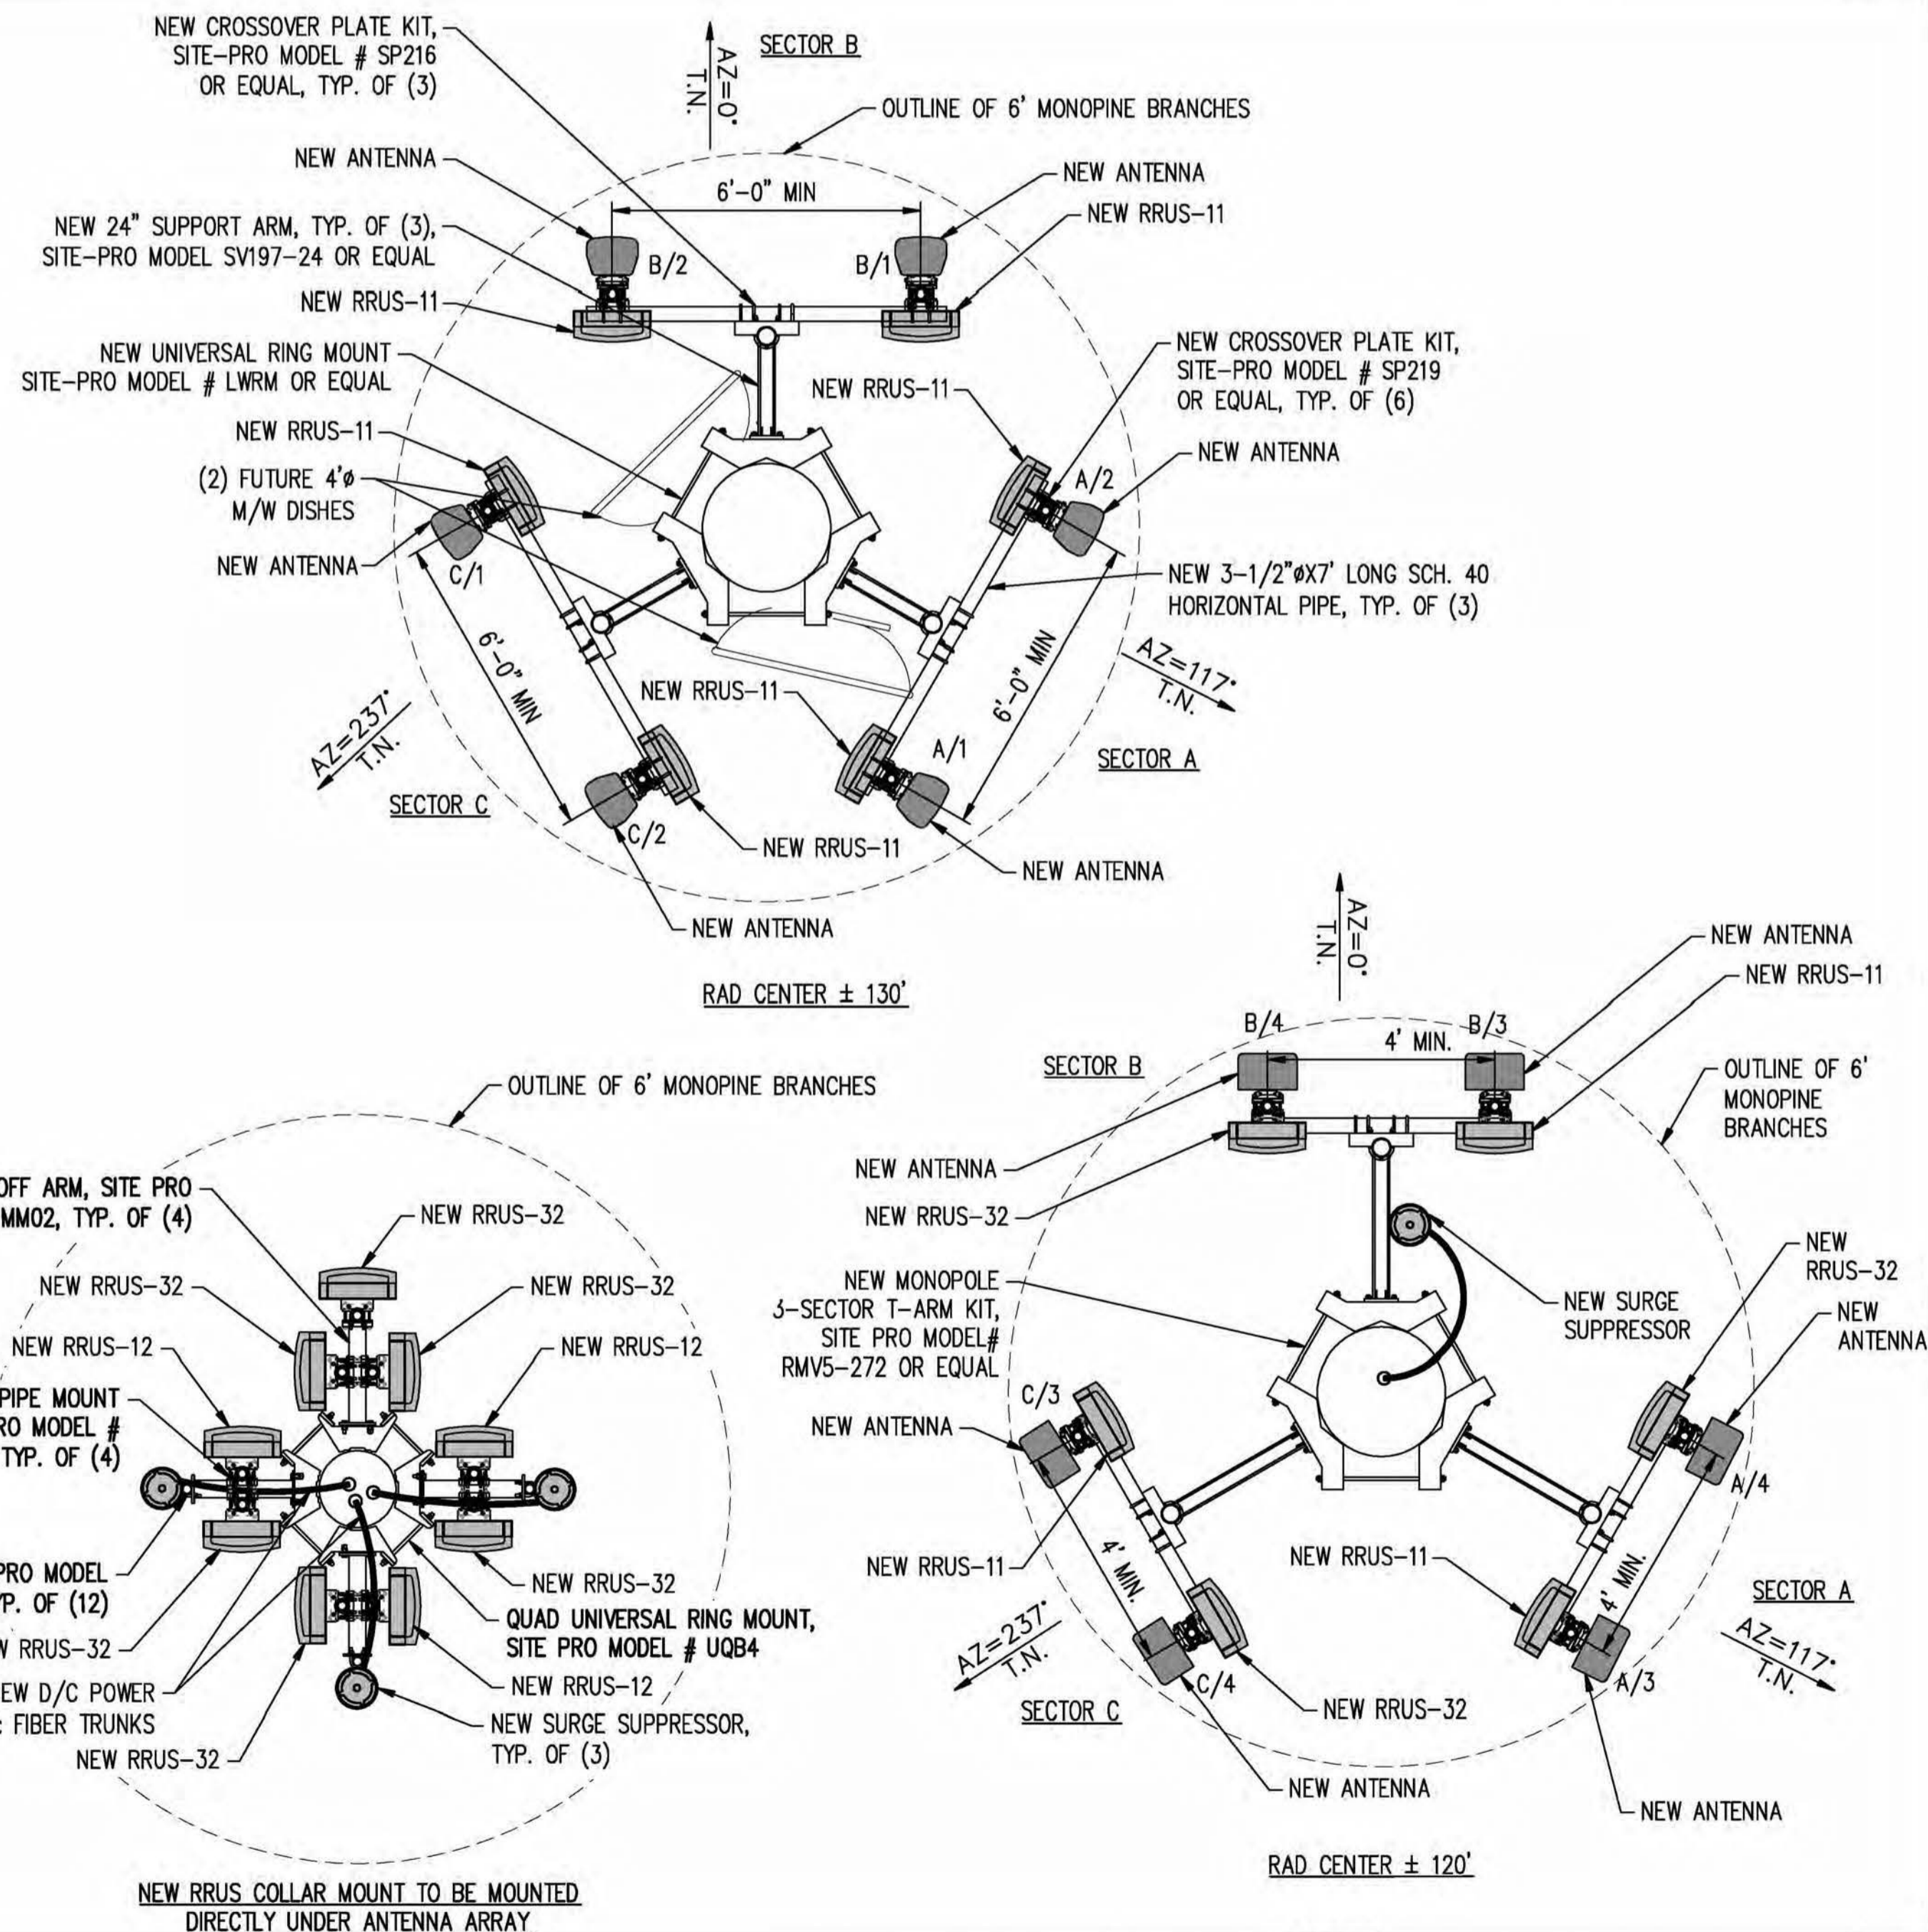 NEW CROSSOVER PLATE KIT,
SITE-PRO MODEL # SP216
OR EQUAL, TYP. OF (3)
AZ=0°
T.N.
SECTOR B
OUTLINE OF 6' MONOPINE BRANCHES
NEW ANTENNA
6'-0" MIN
NEW ANTENNA
NEW RRUS-11
NEW 24" SUPPORT ARM, TYP. OF (3),
SITE-PRO MODEL SV197-24 OR EQUAL
B/2
B/1
NEW RRUS-11
NEW UNIVERSAL RING MOUNT
SITE-PRO MODEL # LWRM OR EQUAL
NEW RRUS-11
NEW CROSSOVER PLATE KIT,
SITE-PRO MODEL # SP219
OR EQUAL, TYP. OF (6)
NEW RRUS-11
(2) FUTURE 4'ø
M/W DISHES
A/2
NEW ANTENNA
NEW ANTENNA
C/1
NEW 3-1/2"øX7' LONG SCH. 40
HORIZONTAL PIPE, TYP. OF (3)
6'-0" MIN
6'-0" MIN
AZ=117°
T.N.
NEW RRUS-11
AZ=237°
T.N.
A/1
SECTOR A
SECTOR C
C/2
NEW RRUS-11
NEW ANTENNA
NEW ANTENNA
RAD CENTER ± 130'
AZ=0°
T.N.
NEW ANTENNA
NEW RRUS-11
B/4
B/3
4' MIN.
SECTOR B
OUTLINE OF 6'
MONOPINE
BRANCHES
NEW ANTENNA
NEW RRUS-32
NEW MONOPOLE
3-SECTOR T-ARM KIT,
SITE PRO MODEL#
RMV5-272 OR EQUAL
NEW SURGE
SUPPRESSOR
NEW
RRUS-32
NEW
ANTENNA
C/3
NEW ANTENNA
A/4
NEW RRUS-11
4' MIN.
NEW RRUS-11
4' MIN.
SECTOR A
AZ=237°
T.N.
AZ=117°
T.N.
C/4
A/3
SECTOR C
NEW RRUS-32
NEW ANTENNA
NEW ANTENNA
RAD CENTER ± 120'
OUTLINE OF 6' MONOPINE BRANCHES
OFF ARM, SITE PRO
MM02, TYP. OF (4)
NEW RRUS-32
NEW RRUS-32
NEW RRUS-32
NEW RRUS-12
NEW RRUS-12
PIPE MOUNT
MODEL #
TYP. OF (4)
PRO MODEL
OF (12)
NEW RRUS-32
QUAD UNIVERSAL RING MOUNT,
SITE PRO MODEL # UQB4
RRUS-32
D/C POWER
FIBER TRUNKS
NEW RRUS-12
NEW SURGE SUPPRESSOR,
TYP. OF (3)
NEW RRUS-32
NEW RRUS COLLAR MOUNT TO BE MOUNTED
DIRECTLY UNDER ANTENNA ARRAY